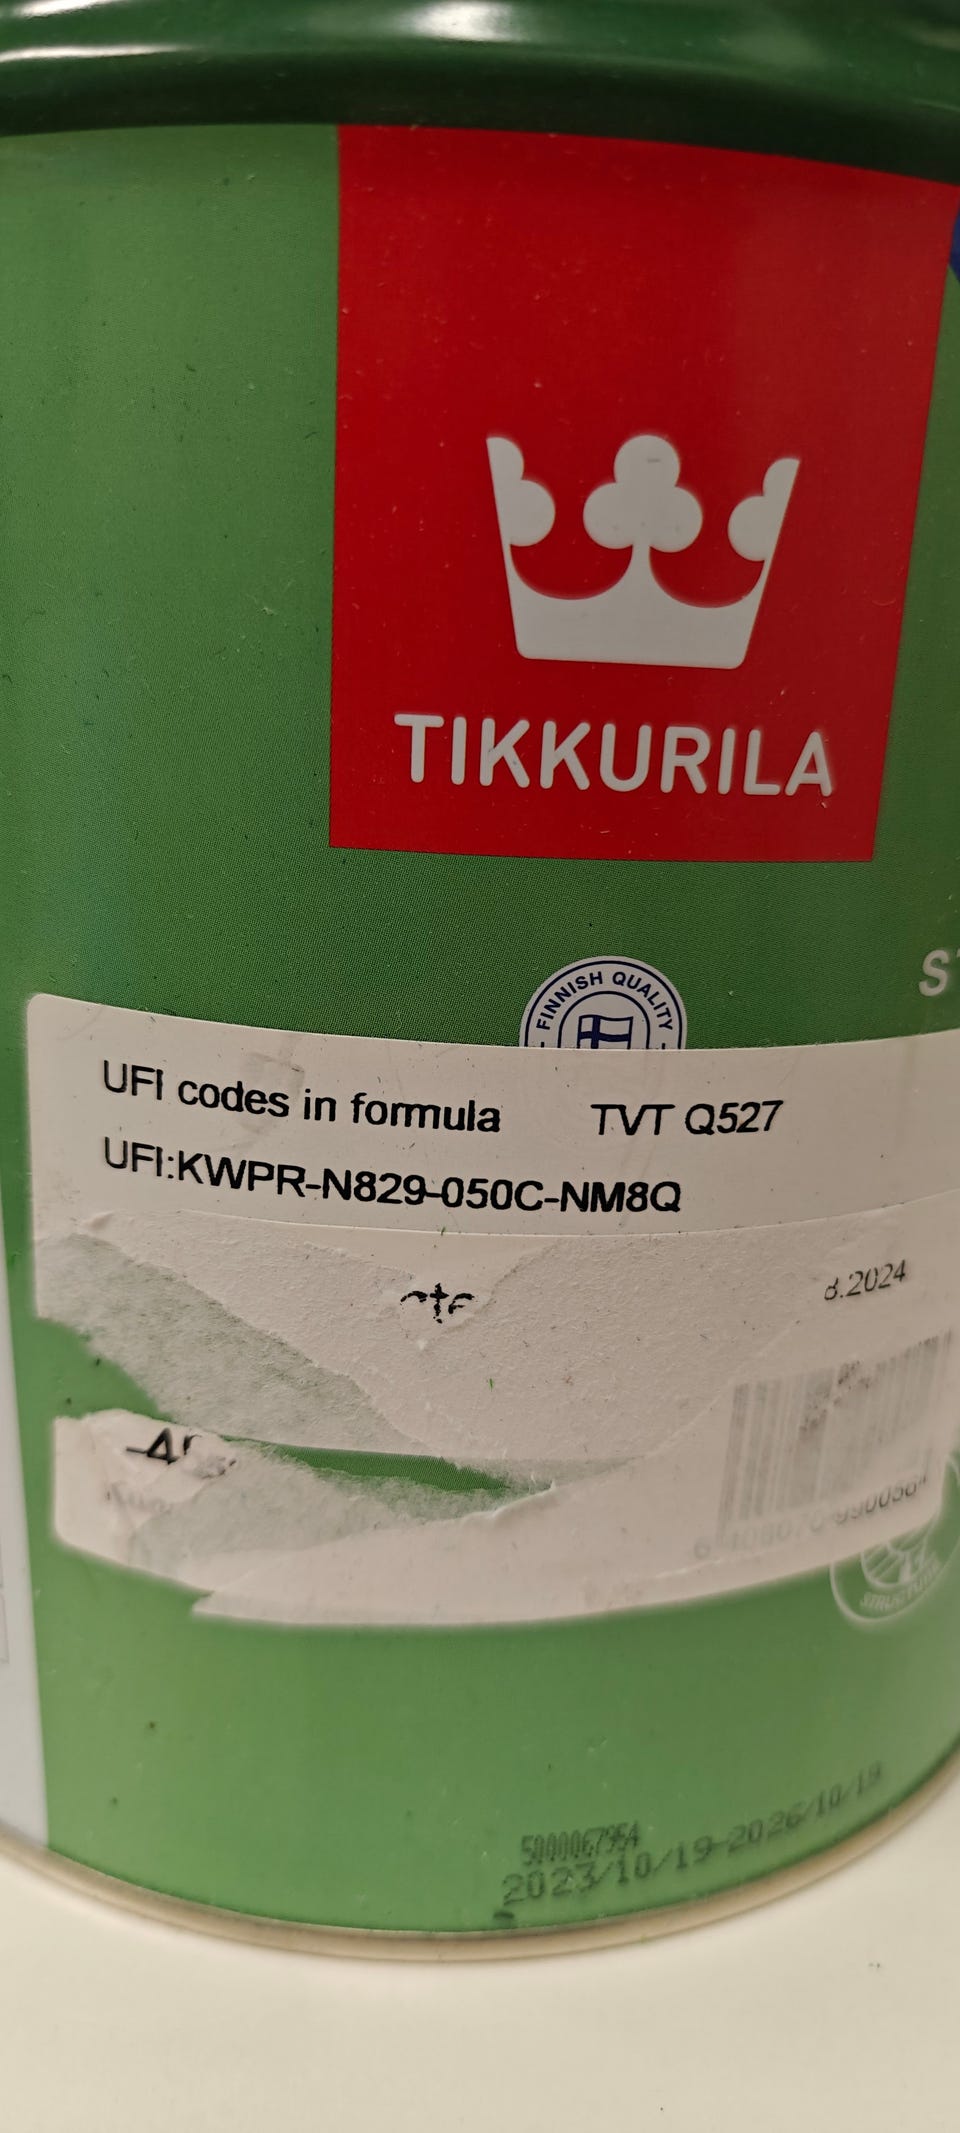 TIKKURILA
FINNISH QUALITY
UFI codes in formula TVT Q527
UFI:KWPR-N829-050C-NM8Q
.2024
5000067954
2023/10/19-2026/10/19